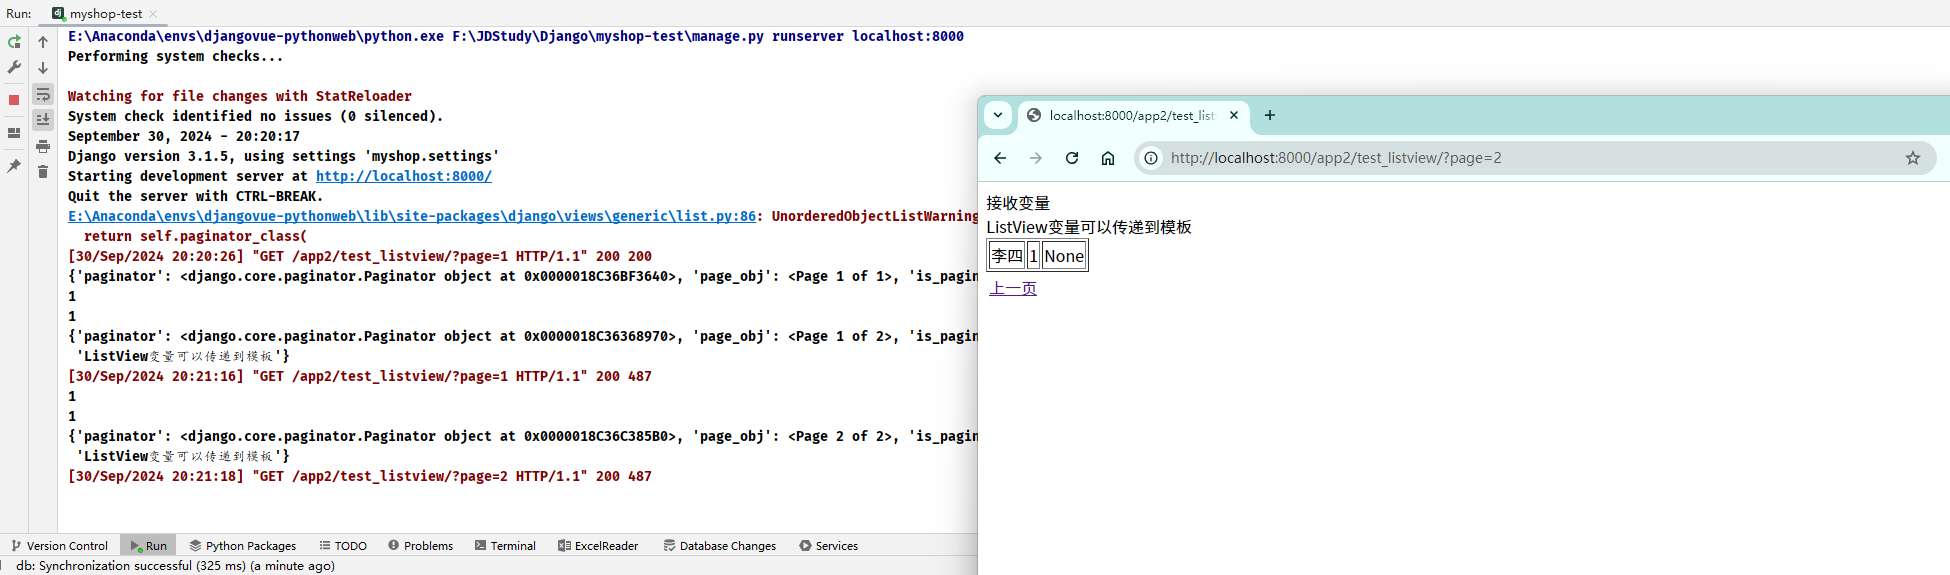 Run: myshop-test
E:\Anaconda\envs\djangovue-pythonweb\python.exe F:\JDStudy\Django\myshop-test\manage.py runserver localhost:8000
Performing system checks...
Watching for file changes with StatReloader
System check identified no issues (0 silenced).
September 30, 2024 - 20:20:17
Django version 3.1.5, using settings 'myshop.settings'
Starting development server at http://localhost:8000/
Quit the server with CTRL-BREAK.
E:\Anaconda\envs\djangovue-pythonweb\lib\site-packages\django\views\generic\list.py:86: UnorderedObjectListWarning
return self.paginator_class(
[30/Sep/2024 20:20:26] "GET /app2/test_listview/?page=1 HTTP/1.1" 200 200
{'paginator': <django.core.paginator.Paginator object at 0x0000018C36BF3640>, 'page_obj': <Page 1 of 1>, 'is_pagin
1
1
{'paginator': <django.core.paginator.Paginator object at 0x0000018C36368970>, 'page_obj': <Page 1 of 2>, 'is_pagin
'ListView变量可以传递到模板'}
[30/Sep/2024 20:21:16] "GET /app2/test_listview/?page=1 HTTP/1.1" 200 487
1
1
{'paginator': <django.core.paginator.Paginator object at 0x0000018C36C385B0>, 'page_obj': <Page 2 of 2>, 'is_pagin
'ListView变量可以传递到模板'}
[30/Sep/2024 20:21:18] "GET /app2/test_listview/?page=2 HTTP/1.1" 200 487
localhost:8000/app2/test_list
http://localhost:8000/app2/test_listview/?page=2
接收变量
ListView变量可以传递到模板
李四 1 None
上一页
Version Control Run Python Packages TODO Problems Terminal ExcelReader Database Changes Services
db: Synchronization successful (325 ms) (a minute ago)